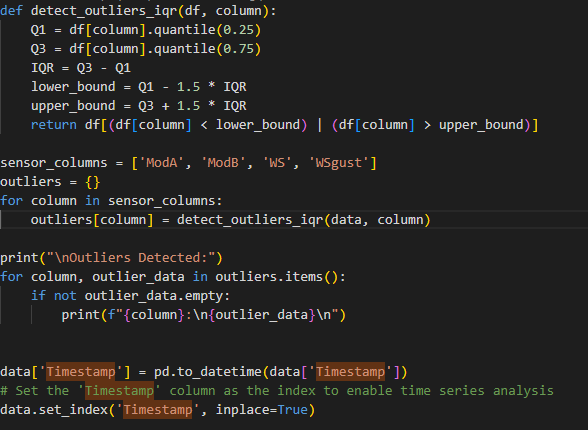 def detect_outliers_iqr(df, column):
    Q1 = df[column].quantile(0.25)
    Q3 = df[column].quantile(0.75)
    IQR = Q3 - Q1
    lower_bound = Q1 - 1.5 * IQR
    upper_bound = Q3 + 1.5 * IQR
    return df[(df[column] < lower_bound) | (df[column] > upper_bound)]
sensor_columns = ['ModA', 'ModB', 'WS', 'WSgust']
outliers = {}
for column in sensor_columns:
    outliers[column] = detect_outliers_iqr(data, column)
print("\nOutliers Detected:")
for column, outlier_data in outliers.items():
    if not outlier_data.empty:
        print(f"{column}:\n{outlier_data}\n")
data['Timestamp'] = pd.to_datetime(data['Timestamp'])
# Set the 'Timestamp' column as the index to enable time series analysis
data.set_index('Timestamp', inplace=True)